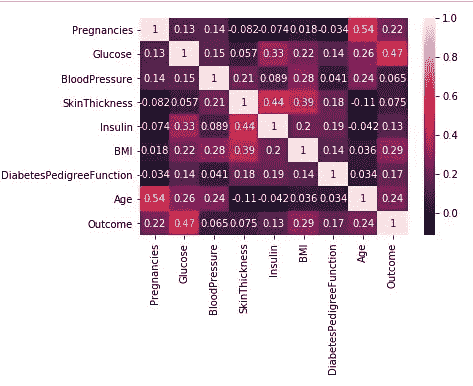 Pregnancies 1 0.13 0.14 -0.082 -0.074 -0.018 -0.034 0.54 0.22
Glucose 0.13 1 0.15 0.057 0.33 0.22 0.14 0.26 0.47
BloodPressure 0.14 0.15 1 0.21 0.089 0.28 0.041 0.24 0.065
SkinThickness -0.082 0.057 0.21 1 0.44 0.39 0.18 -0.11 0.075
Insulin -0.074 0.33 0.089 0.44 1 0.2 0.19 -0.042 0.13
BMI -0.018 0.22 0.28 0.39 0.2 1 0.14 0.036 0.29
DiabetesPedigreeFunction -0.034 0.14 0.041 0.18 0.19 0.14 1 0.034 0.17
Age 0.54 0.26 0.24 -0.11 -0.042 0.036 0.034 1 0.24
Outcome 0.22 0.47 0.065 0.075 0.13 0.29 0.17 0.24 1
Pregnancies
Glucose
BloodPressure
SkinThickness
Insulin
BMI
DiabetesPedigreeFunction
Age
Outcome
1.0
0.8
0.6
0.4
0.2
0.0